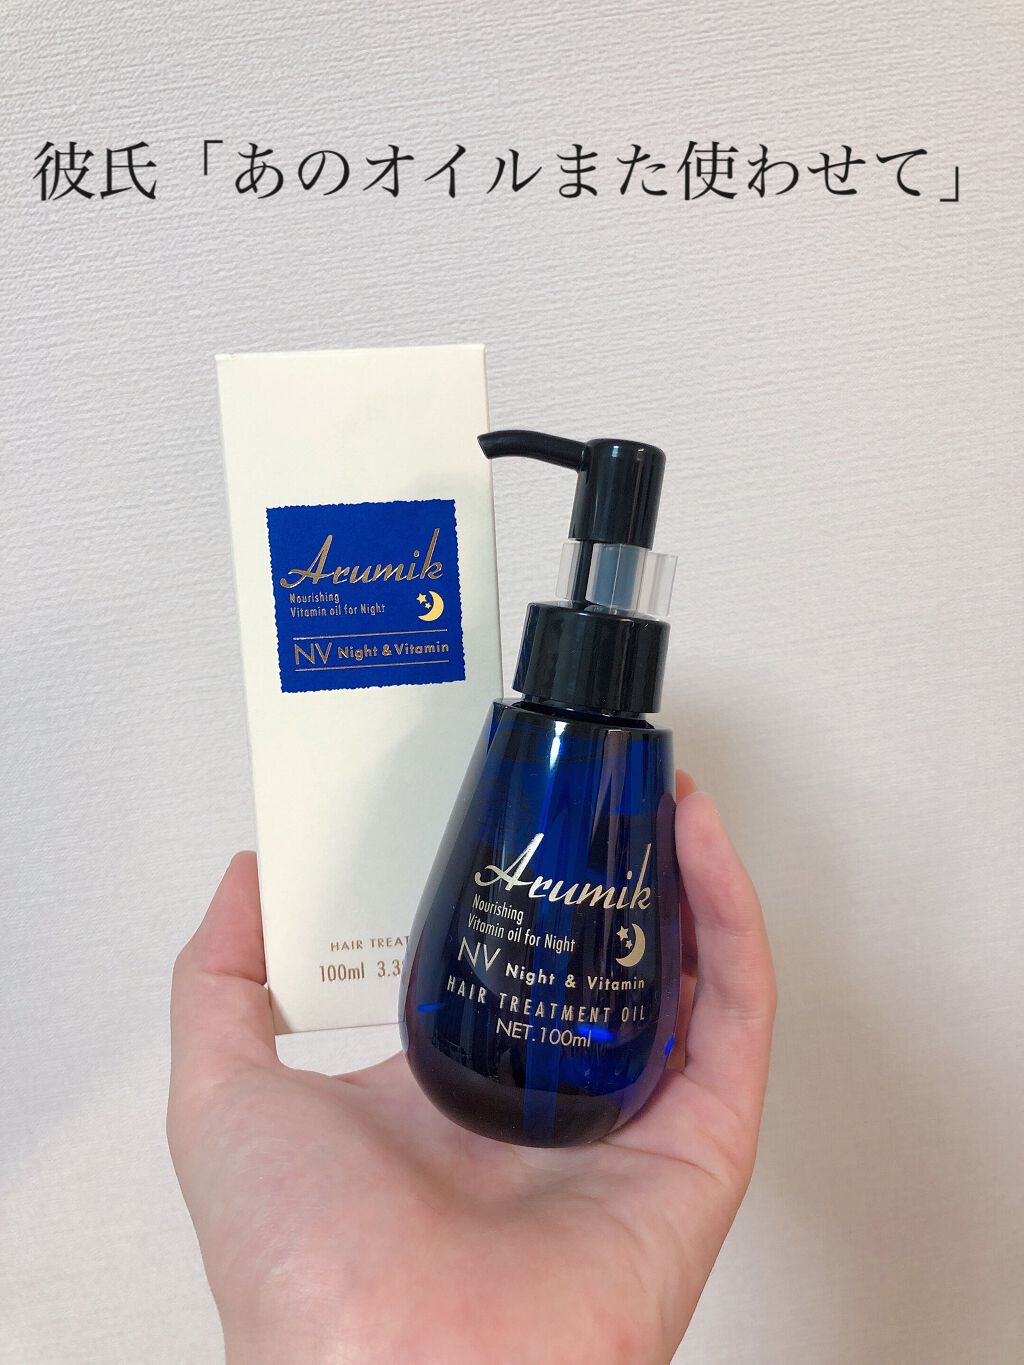 彼氏「あのオイルまた使わせて」
Arumik
Nourishing
Vitamin oil for Night
NV Night & Vitamin
HAIR TREAT
100ml 3.3
Arumik
Nourishing
Vitamin oil for Night
NV Night & Vitamin
HAIR TREATMENT OIL
NET.100ml